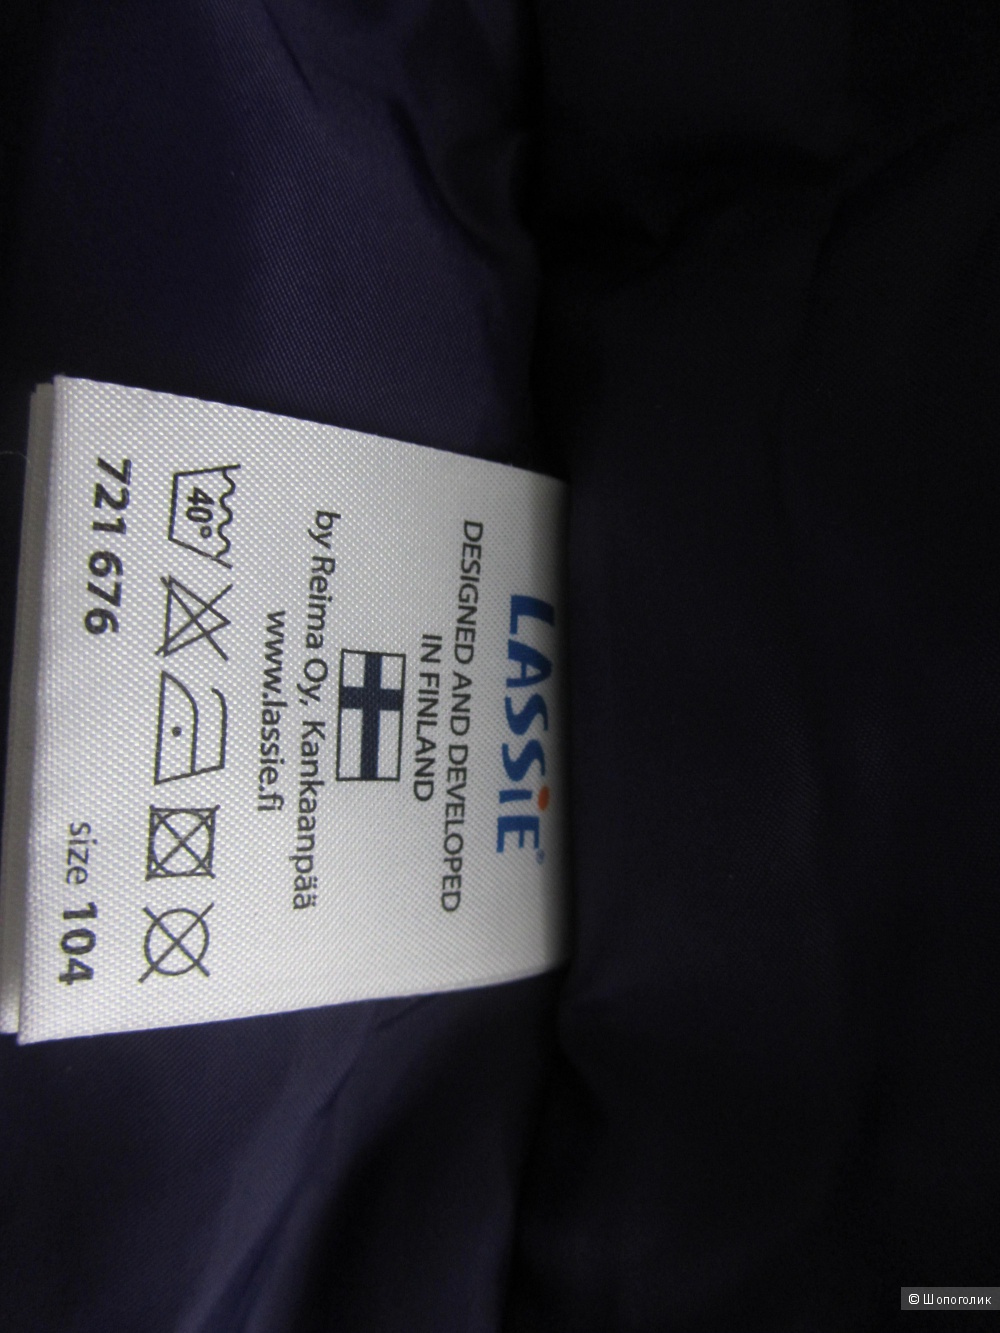 LASSiE®
DESIGNED AND DEVELOPED
IN FINLAND
by Reima Oy, Kankaanpää
www.lassie.fi
40°
721 676
size 104
© Шопоголик